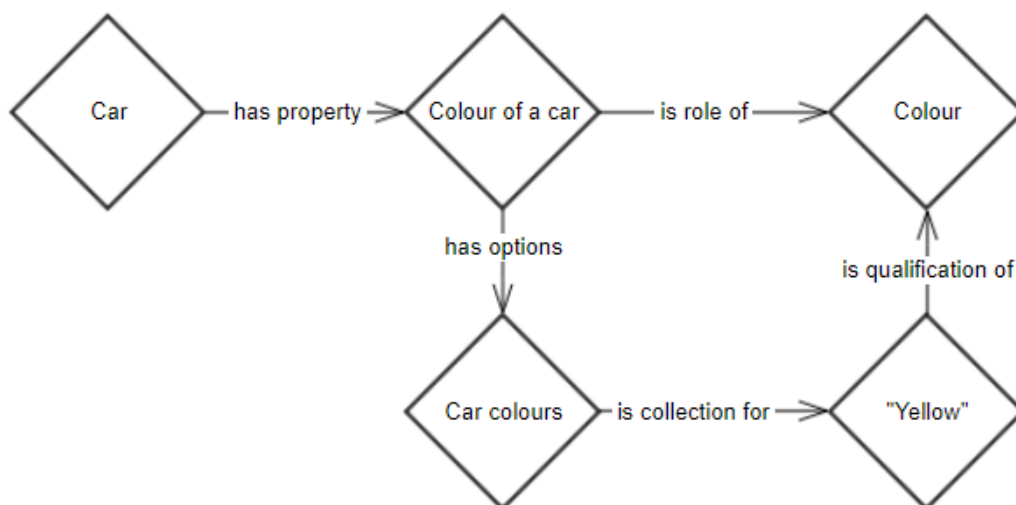 Car
has property
Colour of a car
is role of
Colour
has options
is qualification of
Car colours
is collection for
"Yellow"